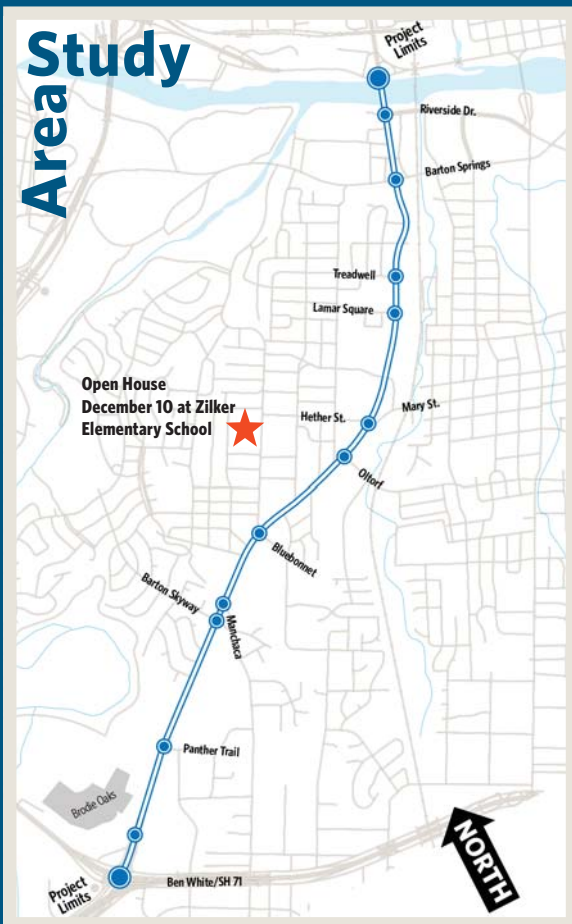 Study
Area
Project
Limits
Riverside Dr.
Barton Springs
Treadwell
Lamar Square
Open House
December 10 at Zilker
Elementary School
Hether St.
Mary St.
Oltorf
Bluebonnet
Barton Skyway
Manchaca
Panther Trail
Brodie Oaks
NORTH
Project
Limits
Ben White/SH 71